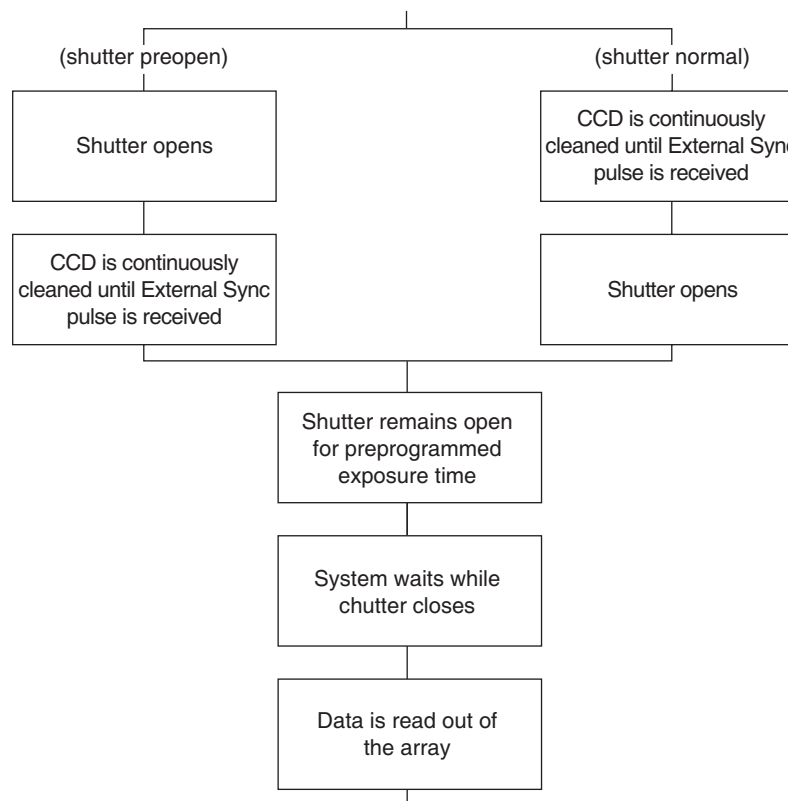 (shutter preopen)
(shutter normal)
Shutter opens
CCD is continuously
cleaned until External Sync
pulse is received
CCD is continuously
cleaned until External Sync
pulse is received
Shutter opens
Shutter remains open
for preprogrammed
exposure time
System waits while
chutter closes
Data is read out of
the array